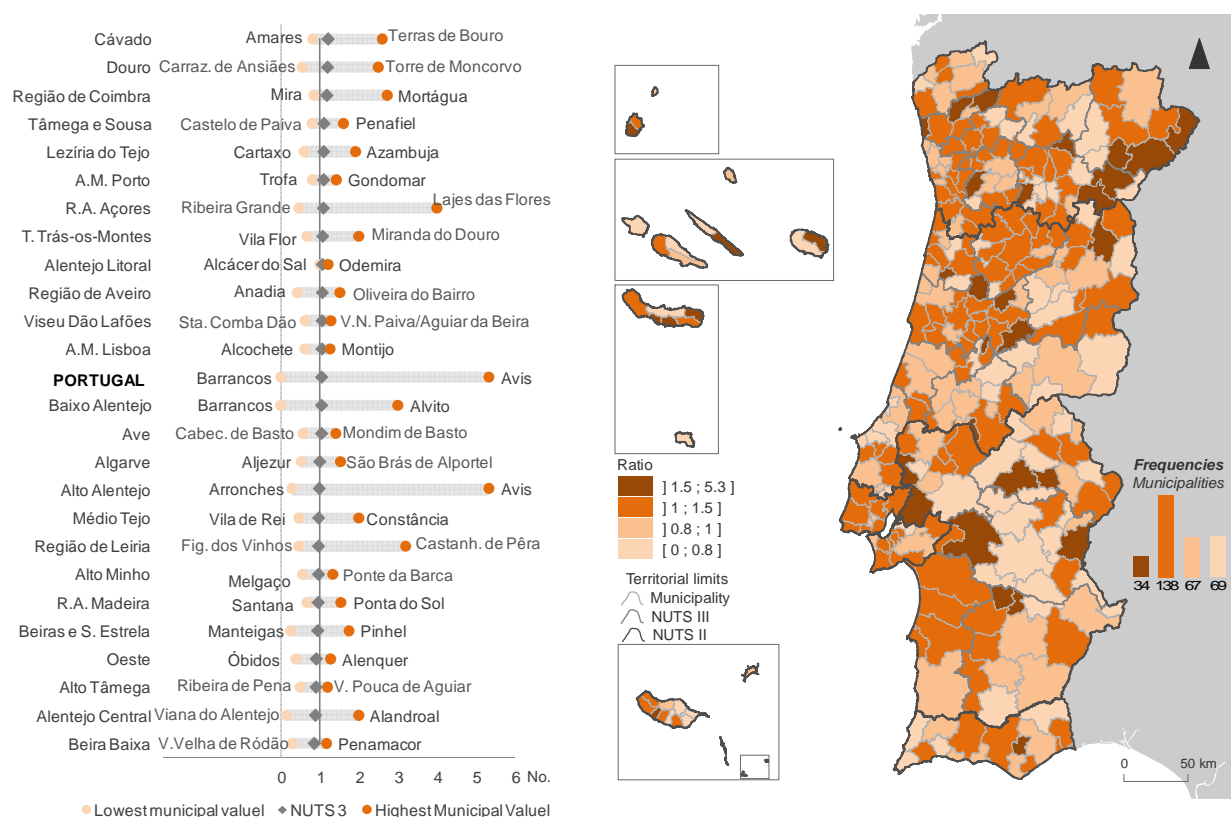 Cávado Amares Terras de Bouro
Douro Carraz. de Ansiães Torre de Moncorvo
Região de Coimbra Mira Mortágua
Tâmega e Sousa Castelo de Paiva Penafiel
Lezíria do Tejo Cartaxo Azambuja
A.M. Porto Trofa Gondomar
R.A. Açores Ribeira Grande Lajes das Flores
T. Trás-os-Montes Vila Flor Miranda do Douro
Alentejo Litoral Alcácer do Sal Odemira
Região de Aveiro Anadia Oliveira do Bairro
Viseu Dão Lafões Sta. Comba Dão V.N. Paiva/Aguiar da Beira
A.M. Lisboa Alcochete Montijo
PORTUGAL Barrancos Avis
Baixo Alentejo Barrancos Alvito
Ave Cabec. de Basto Mondim de Basto
Algarve Aljezur São Brás de Alportel
Alto Alentejo Arronches Avis
Médio Tejo Vila de Rei Constância
Região de Leiria Fig. dos Vinhos Castanh. de Pêra
Alto Minho Melgaço Ponte da Barca
R.A. Madeira Santana Ponta do Sol
Beiras e S. Estrela Manteigas Pinhel
Oeste Óbidos Alenquer
Alto Tâmega Ribeira de Pena V. Pouca de Aguiar
Alentejo Central Viana do Alentejo Alandroal
Beira Baixa V.Velha de Ródão Penamacor
0 1 2 3 4 5 6 No.
Lowest municipal valuel NUTS 3 Highest Municipal Valuel
Ratio
] 1.5 ; 5.3 ]
] 1 ; 1.5 ]
] 0.8 ; 1 ]
[ 0 ; 0.8 ]
Territorial limits
Municipality
NUTS III
NUTS II
Frequencies
Municipalities
34 138 67 69
0 50 km